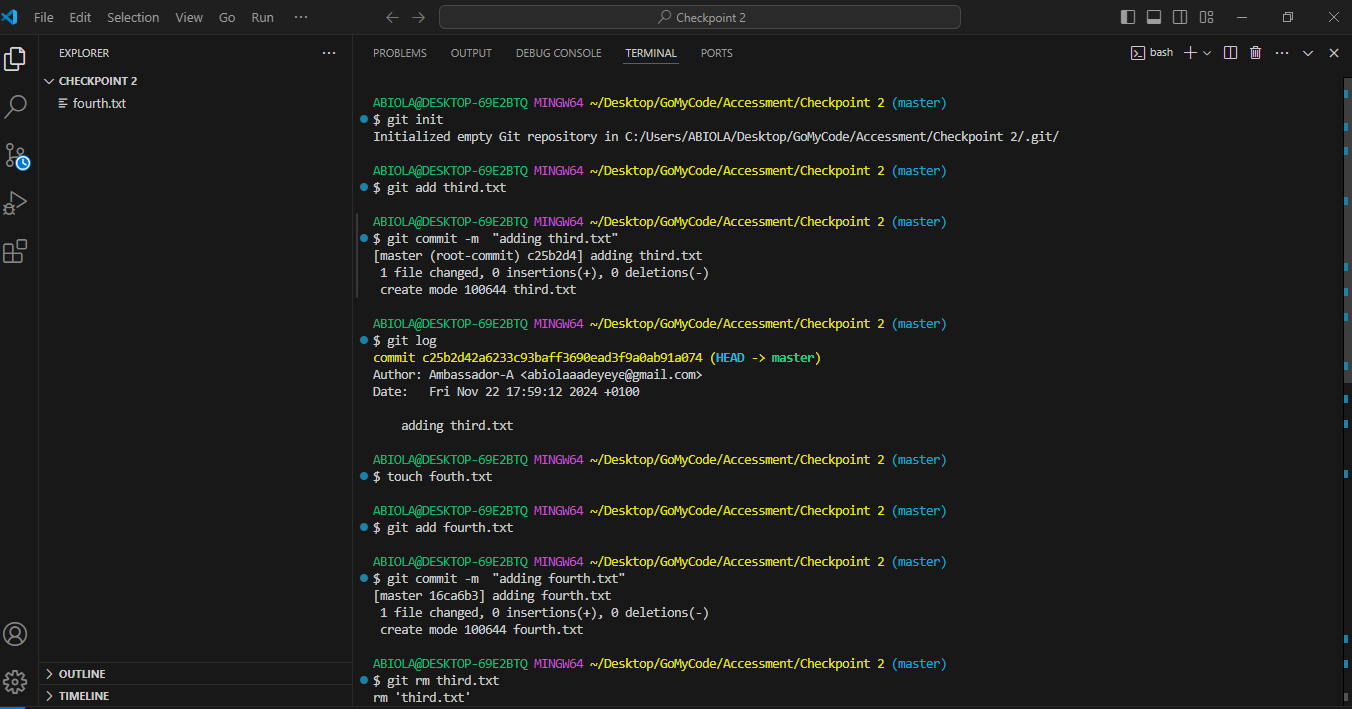 File Edit Selection View Go Run ··· Checkpoint 2
EXPLORER ···
CHECKPOINT 2
fourth.txt
OUTLINE
TIMELINE
PROBLEMS OUTPUT DEBUG CONSOLE TERMINAL PORTS bash ···
ABIOLA@DESKTOP-69E2BTQ MINGW64 ~/Desktop/GoMyCode/Accessment/Checkpoint 2 (master)
$ git init
Initialized empty Git repository in C:/Users/ABIOLA/Desktop/GoMyCode/Accessment/Checkpoint 2/.git/
ABIOLA@DESKTOP-69E2BTQ MINGW64 ~/Desktop/GoMyCode/Accessment/Checkpoint 2 (master)
$ git add third.txt
ABIOLA@DESKTOP-69E2BTQ MINGW64 ~/Desktop/GoMyCode/Accessment/Checkpoint 2 (master)
$ git commit -m  "adding third.txt"
[master (root-commit) c25b2d4] adding third.txt
 1 file changed, 0 insertions(+), 0 deletions(-)
 create mode 100644 third.txt
ABIOLA@DESKTOP-69E2BTQ MINGW64 ~/Desktop/GoMyCode/Accessment/Checkpoint 2 (master)
$ git log
commit c25b2d42a6233c93baff3690ead3f9a0ab91a074 (HEAD -> master)
Author: Ambassador-A <abiolaaadeyeye@gmail.com>
Date:   Fri Nov 22 17:59:12 2024 +0100
    adding third.txt
ABIOLA@DESKTOP-69E2BTQ MINGW64 ~/Desktop/GoMyCode/Accessment/Checkpoint 2 (master)
$ touch fouth.txt
ABIOLA@DESKTOP-69E2BTQ MINGW64 ~/Desktop/GoMyCode/Accessment/Checkpoint 2 (master)
$ git add fourth.txt
ABIOLA@DESKTOP-69E2BTQ MINGW64 ~/Desktop/GoMyCode/Accessment/Checkpoint 2 (master)
$ git commit -m  "adding fourth.txt"
[master 16ca6b3] adding fourth.txt
 1 file changed, 0 insertions(+), 0 deletions(-)
 create mode 100644 fourth.txt
ABIOLA@DESKTOP-69E2BTQ MINGW64 ~/Desktop/GoMyCode/Accessment/Checkpoint 2 (master)
$ git rm third.txt
rm 'third.txt'